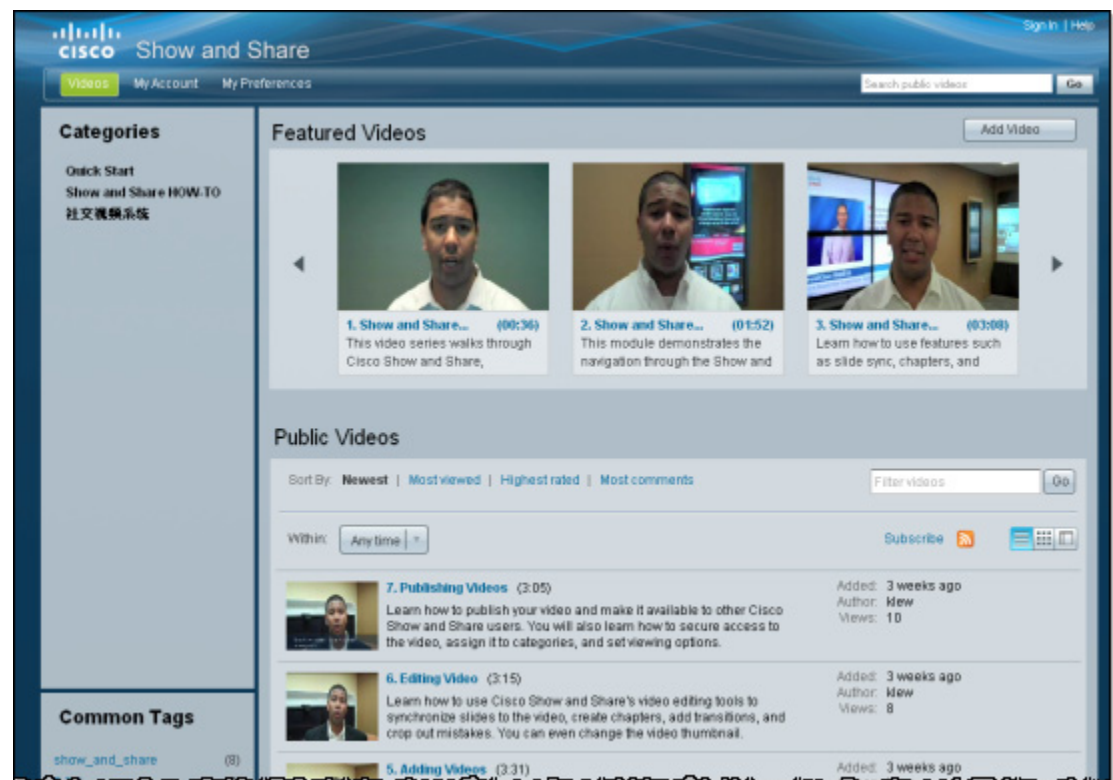 Sign In | Help
CISCO Show and Share
Videos My Account My Preferences
Search public videos Go
Categories
Quick Start
Show and Share HOW-TO
社交视频系统
Featured Videos
Add Video
1. Show and Share... (00:36)
This video series walks through
Cisco Show and Share,
2. Show and Share... (01:52)
This module demonstrates the
navigation through the Show and
3. Show and Share... (03:08)
Learn how to use features such
as slide sync, chapters, and
Public Videos
Sort By: Newest | Most viewed | Highest rated | Most comments
Filter videos Go
Within: Any time
Subscribe
7. Publishing Videos (3:05)
Learn how to publish your video and make it available to other Cisco
Show and Share users. You will also learn how to secure access to
the video, assign it to categories, and set viewing options.
Added: 3 weeks ago
Author: klew
Views: 10
6. Editing Video (3:15)
Learn how to use Cisco Show and Share's video editing tools to
synchronize slides to the video, create chapters, add transitions, and
crop out mistakes. You can even change the video thumbnail.
Added: 3 weeks ago
Author: klew
Views: 8
5. Adding Videos (3:31)
Added: 3 weeks ago
Common Tags
show_and_share (8)